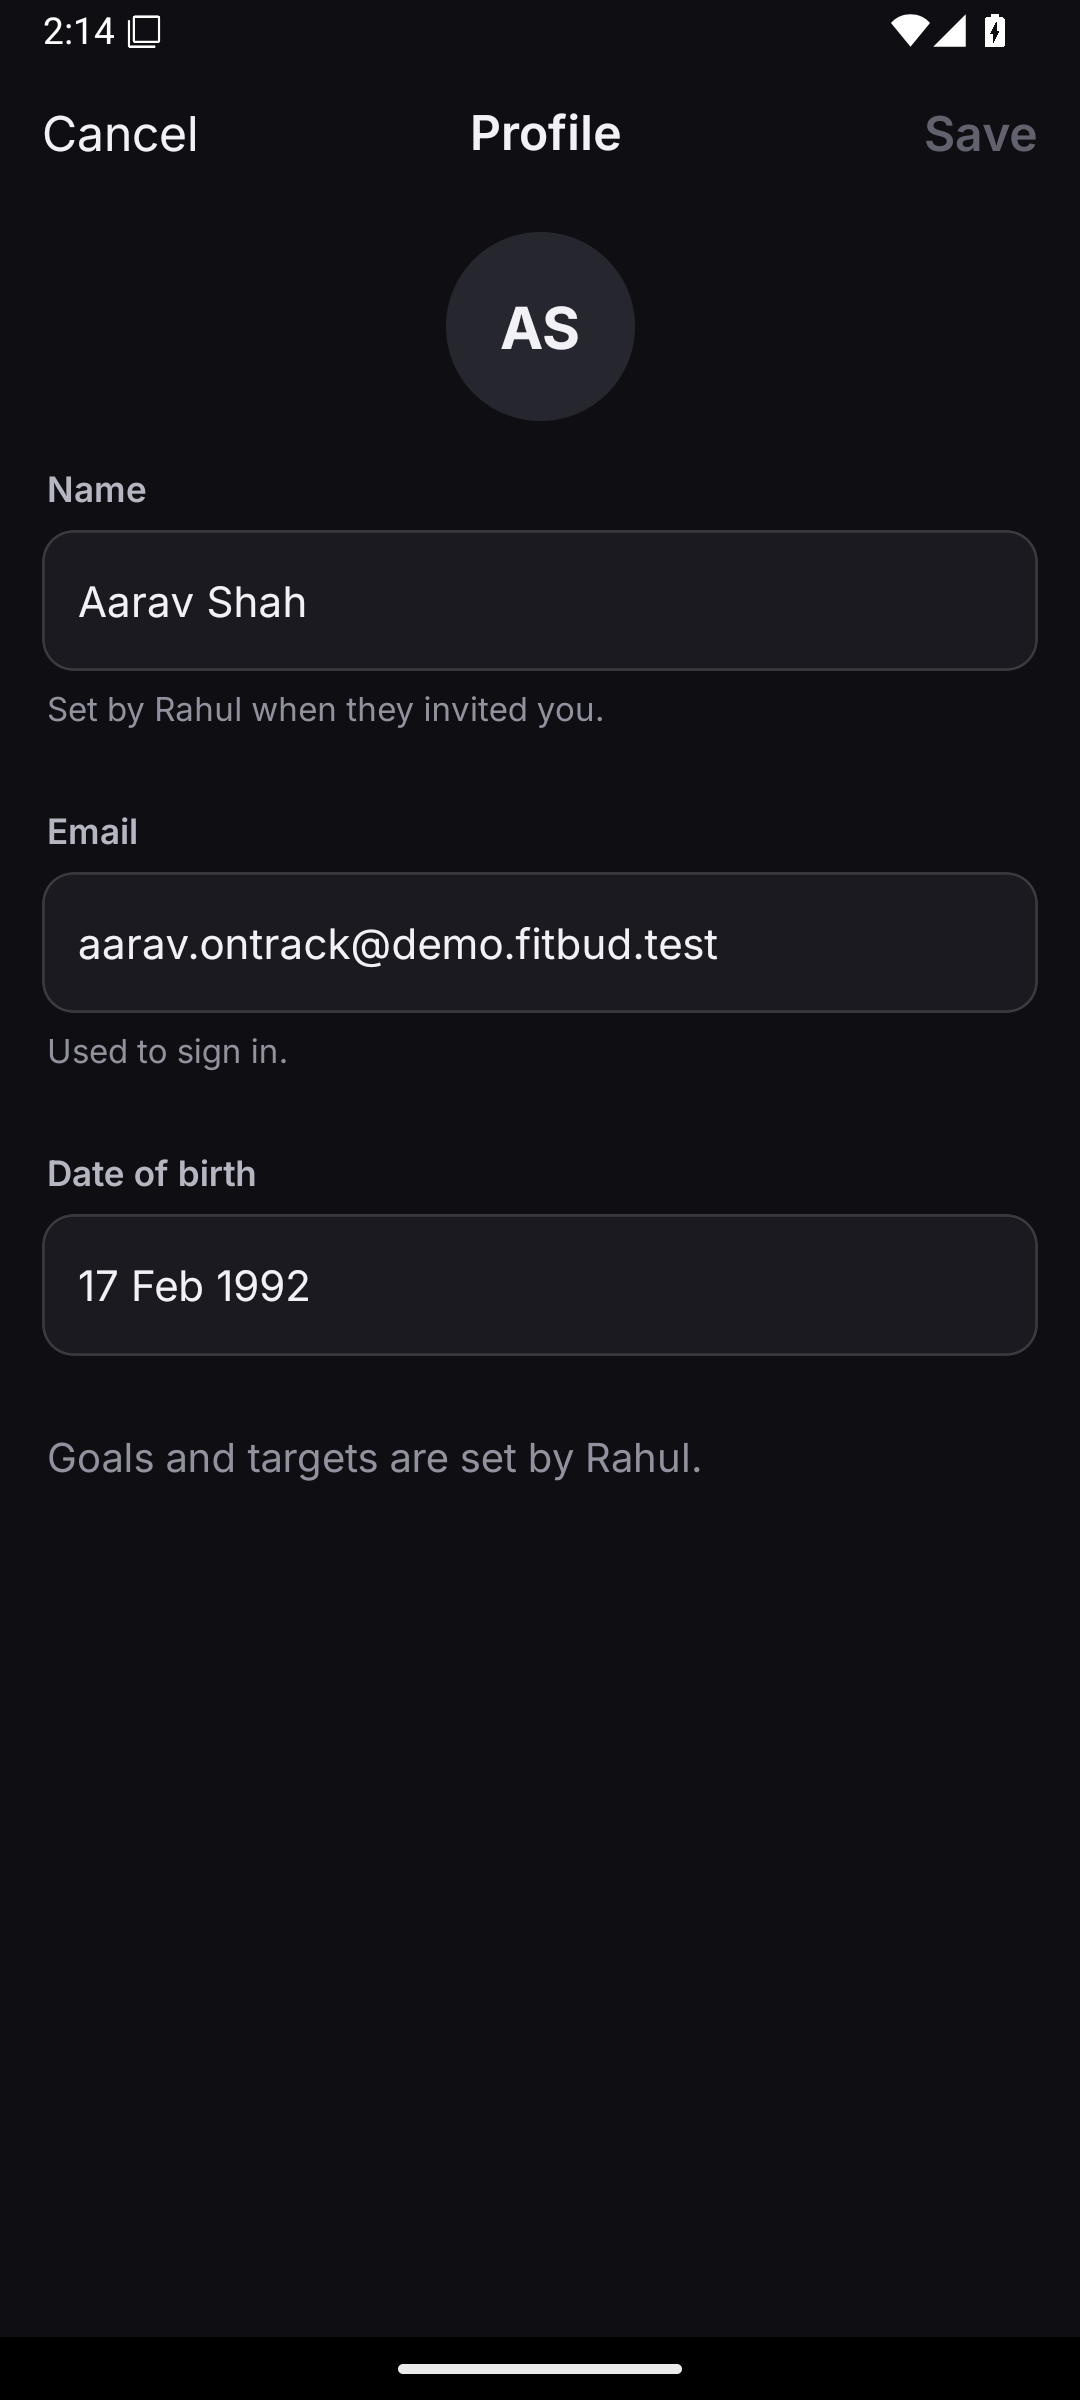 2:14
Cancel
Profile
Save
AS
Name
Aarav Shah
Set by Rahul when they invited you.
Email
aarav.ontrack@demo.fitbud.test
Used to sign in.
Date of birth
17 Feb 1992
Goals and targets are set by Rahul.